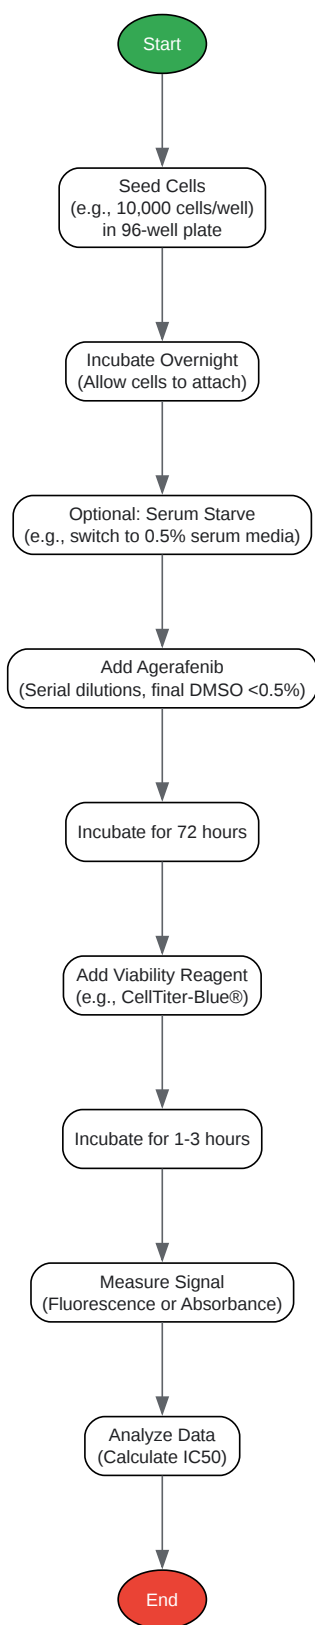 Start
Seed Cells
(e.g., 10,000 cells/well)
in 96-well plate
Incubate Overnight
(Allow cells to attach)
Optional: Serum Starve
(e.g., switch to 0.5% serum media)
Add Agerafenib
(Serial dilutions, final DMSO <0.5%)
Incubate for 72 hours
Add Viability Reagent
(e.g., CellTiter-Blue®)
Incubate for 1-3 hours
Measure Signal
(Fluorescence or Absorbance)
Analyze Data
(Calculate IC50)
End